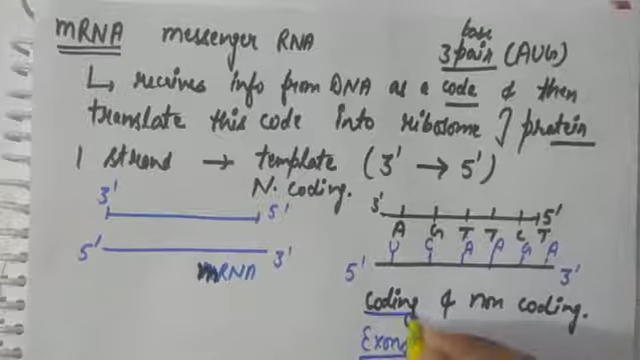 mRNA messenger RNA
base
3 pair (AUG)
↳ receives info from DNA as a code & then
translate this code into ribosome } protein
1 strand → template (3' → 5')
N. coding.
3' 5'
5' 3'
mRNA
3' 5'
A G T T C T
U C A A G A
5' 3'
coding & non coding.
Exon